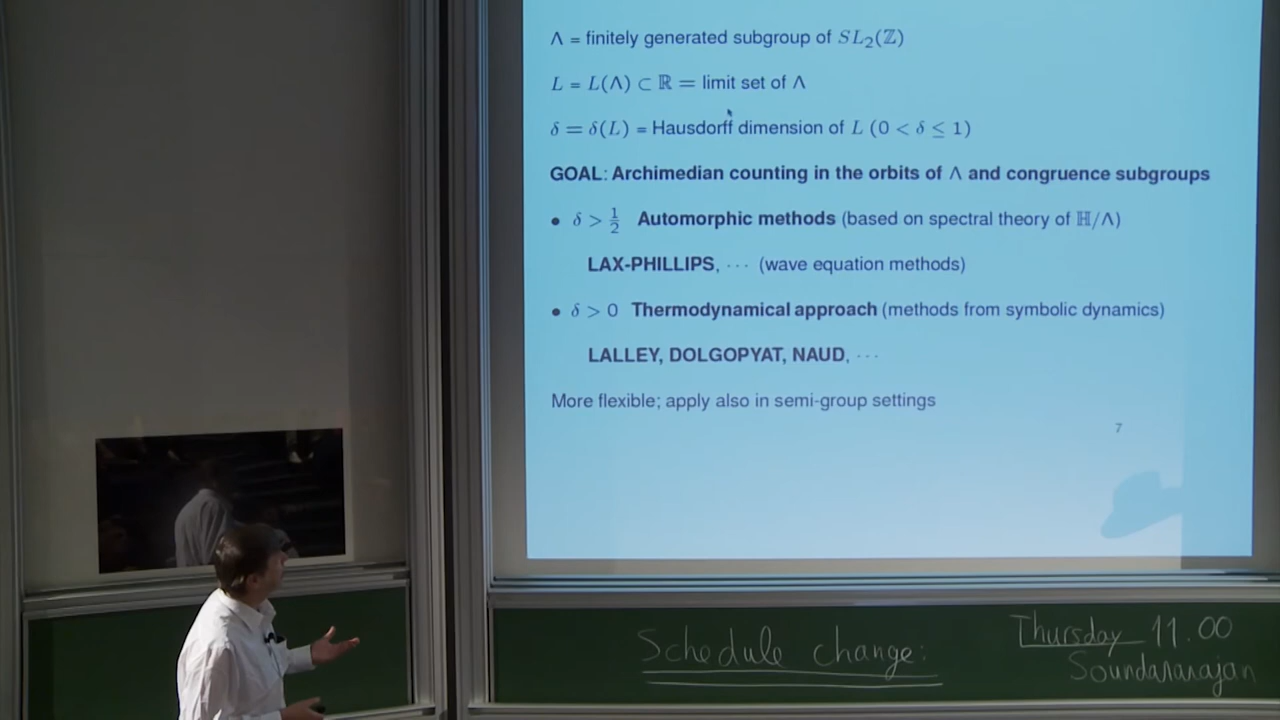 Λ = finitely generated subgroup of SL₂(ℤ)
L = L(Λ) ⊂ ℝ = limit set of Λ
δ = δ(L) = Hausdorff dimension of L (0 < δ ≤ 1)
GOAL: Archimedian counting in the orbits of Λ and congruence subgroups
• δ > 1/2 Automorphic methods (based on spectral theory of ℍ/Λ)
LAX-PHILLIPS, ··· (wave equation methods)
• δ > 0 Thermodynamical approach (methods from symbolic dynamics)
LALLEY, DOLGOPYAT, NAUD, ···
More flexible; apply also in semi-group settings
7
Schedule change: Thursday 11.00
Soundararajan